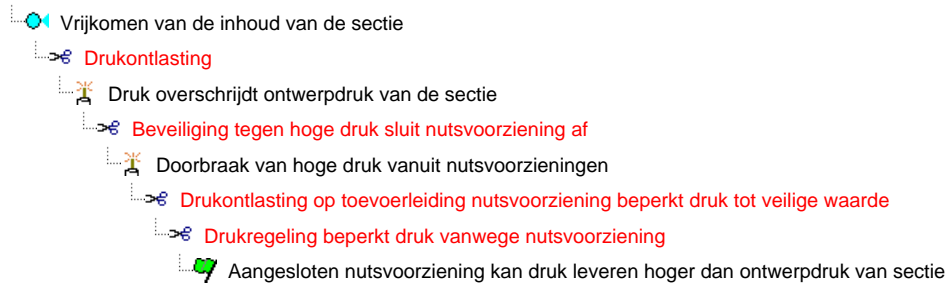 Vrijkomen van de inhoud van de sectie
Drukontlasting
Druk overschrijdt ontwerpdruk van de sectie
Beveiliging tegen hoge druk sluit nutsvoorziening af
Doorbraak van hoge druk vanuit nutsvoorzieningen
Drukontlasting op toevoerleiding nutsvoorziening beperkt druk tot veilige waarde
Drukregeling beperkt druk vanwege nutsvoorziening
Aangesloten nutsvoorziening kan druk leveren hoger dan ontwerpdruk van sectie